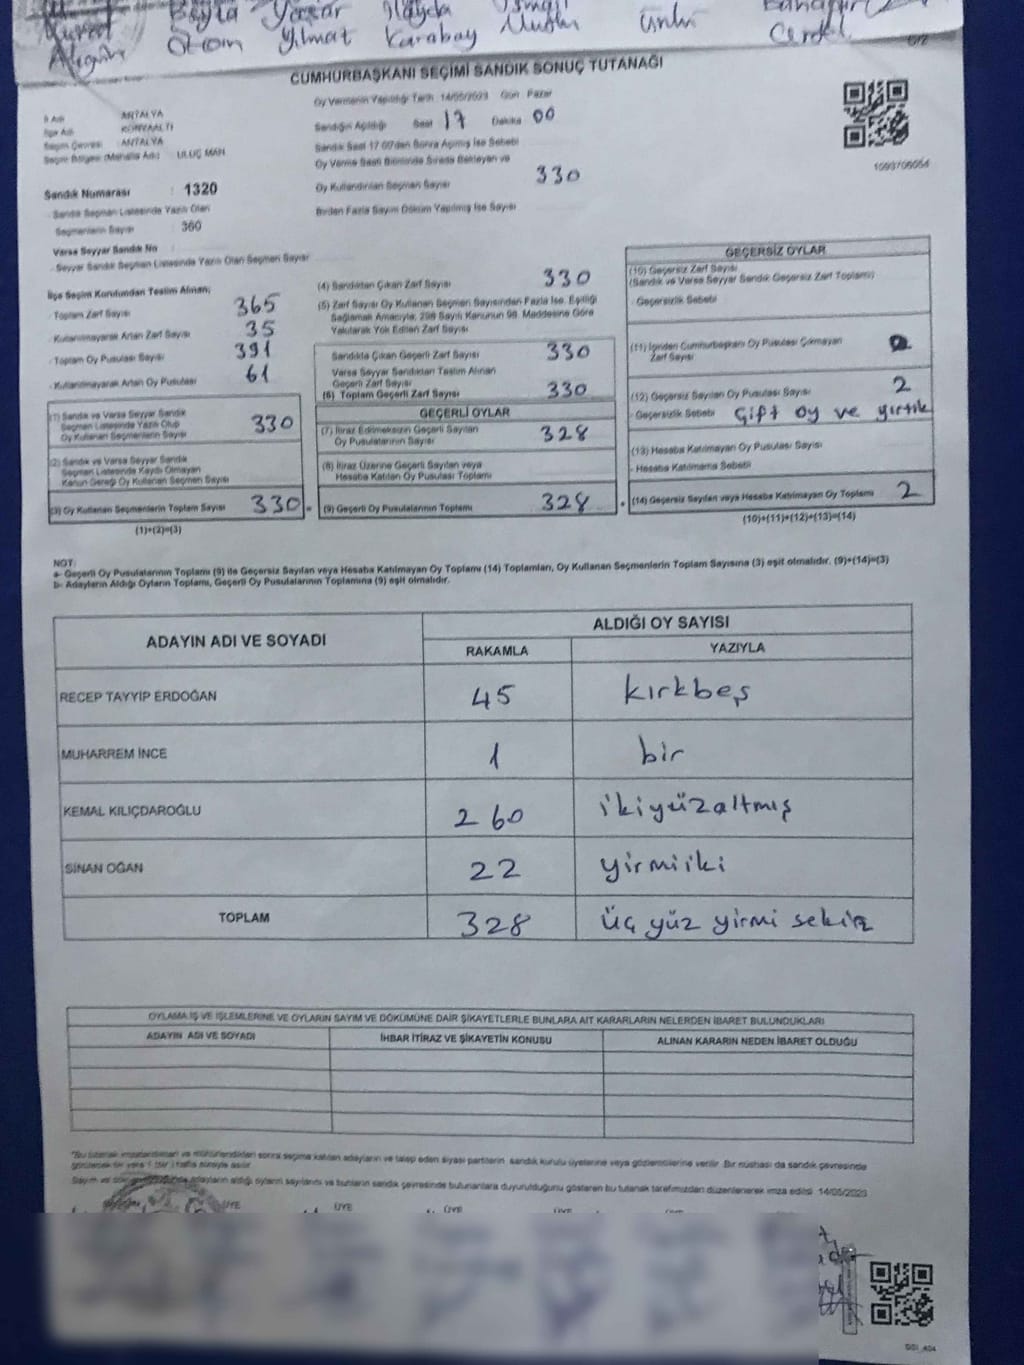 Yaşar
Yılmaz Karabay
6/2
CUMHURBAŞKANI SEÇİMİ SANDIK SONUÇ TUTANAĞI
İl Adı ANTALYA
İlçe Adı KONYAALTI
Seçim Çevresi : ANTALYA
Seçim Bölgesi (Mahalle Adı) : ULUÇ MAH.
Sandık Numarası : 1320
- Sandık Seçmen Listesinde Yazılı Olan
Seçmenlerin Sayısı : 360
Varsa Seyyar Sandık No
- Seyyar Sandık Seçmen Listesinde Yazılı Olan Seçmen Sayısı
Oy Vermenin Yapıldığı Tarih : 14/05/2023 Gün : Pazar
Sandığın Açıldığı Saat 17 Dakika 00
Sandık Saat 17.00'den Sonra Açılmış İse Sebebi
Oy Verme Saati Bitiminde Sırada Bekleyen ve
Oy Kullandırılan Seçmen Sayısı 330
Birden Fazla Sayım Döküm Yapılmış İse Sayısı
1093706054
İlçe Seçim Kurulundan Teslim Alınan;
- Toplam Zarf Sayısı 365
- Kullanılmayarak Artan Zarf Sayısı 35
- Toplam Oy Pusulası Sayısı 391
- Kullanılmayarak Artan Oy Pusulası 61
(1) Sandık ve Varsa Seyyar Sandık
Seçmen Listesinde Yazılı Olup
Oy Kullanan Seçmenlerin Sayısı 330
(2) Sandık ve Varsa Seyyar Sandık
Seçmen Listesinde Kaydı Olmayan
Kanun Gereği Oy Kullanan Seçmen Sayısı
(3) Oy Kullanan Seçmenlerin Toplam Sayısı 330 =
(1)+(2)=(3)
(4) Sandıktan Çıkan Zarf Sayısı 330
(5) Zarf Sayısı Oy Kullanan Seçmen Sayısından Fazla İse, Eşitliği
Sağlamak Amacıyla, 298 Sayılı Kanunun 98. Maddesine Göre
Yakılarak Yok Edilen Zarf Sayısı
Sandıkta Çıkan Geçerli Zarf Sayısı 330
Varsa Seyyar Sandıktan Teslim Alınan
Geçerli Zarf Sayısı
(6) Toplam Geçerli Zarf Sayısı 330
GEÇERLİ OYLAR
(7) İtiraz Edilmeksizin Geçerli Sayılan
Oy Pusulalarının Sayısı 328
(8) İtiraz Üzerine Geçerli Sayılan veya
Hesaba Katılan Oy Pusulası Toplamı
(9) Geçerli Oy Pusulalarının Toplamı 328 +
GEÇERSİZ OYLAR
(10) Geçersiz Zarf Sayısı
(Sandık ve Varsa Seyyar Sandık Geçersiz Zarf Toplamı)
- Geçersizlik Sebebi
(11) İçinden Cumhurbaşkanı Oy Pusulası Çıkmayan
Zarf Sayısı
(12) Geçersiz Sayılan Oy Pusulası Sayısı 2
- Geçersizlik Sebebi Çift oy ve yırtık
(13) Hesaba Katılmayan Oy Pusulası Sayısı
- Hesaba Katılmama Sebebi
(14) Geçersiz Sayılan veya Hesaba Katılmayan Oy Toplamı 2
(10)+(11)+(12)+(13)=(14)
NOT:
a- Geçerli Oy Pusulalarının Toplamı (9) ile Geçersiz Sayılan veya Hesaba Katılmayan Oy Toplamı (14) Toplamları, Oy Kullanan Seçmenlerin Toplam Sayısına (3) eşit olmalıdır. (9)+(14)=(3)
b- Adayların Aldığı Oyların Toplamı, Geçerli Oy Pusulalarının Toplamına (9) eşit olmalıdır.
ADAYIN ADI VE SOYADI ALDIĞI OY SAYISI
RAKAMLA YAZIYLA
RECEP TAYYİP ERDOĞAN 45 kırkbeş
MUHARREM İNCE 1 bir
KEMAL KILIÇDAROĞLU 260 ikiyüzaltmış
SİNAN OĞAN 22 yirmiiki
TOPLAM 328 üç yüz yirmi sekiz
OYLAMA İŞ VE İŞLEMLERİNE VE OYLARIN SAYIM VE DÖKÜMÜNE DAİR ŞİKAYETLERLE BUNLARA AİT KARARLARIN NELERDEN İBARET BULUNDUKLARI
ADAYIN ADI VE SOYADI İHBAR İTİRAZ VE ŞİKAYETİN KONUSU ALINAN KARARIN NEDEN İBARET OLDUĞU
"Bu tutanak imzalandıktan ve mühürlendikten sonra seçime katılan adayların ve talep eden siyasi partilerin sandık kurulu üyelerine veya gözlemcilerine verilir. Bir nüshası da sandık çevresinde
görülecek bir yere 1 (bir) hafta süreyle asılır.
adayların aldığı oyların sayılarını ve bunların sandık çevresinde bulunanlara duyurulduğunu gösteren bu tutanak tarafımızdan düzenlenerek imza edildi. 14/05/2023
ÜYE ÜYE ÜYE ÜYE